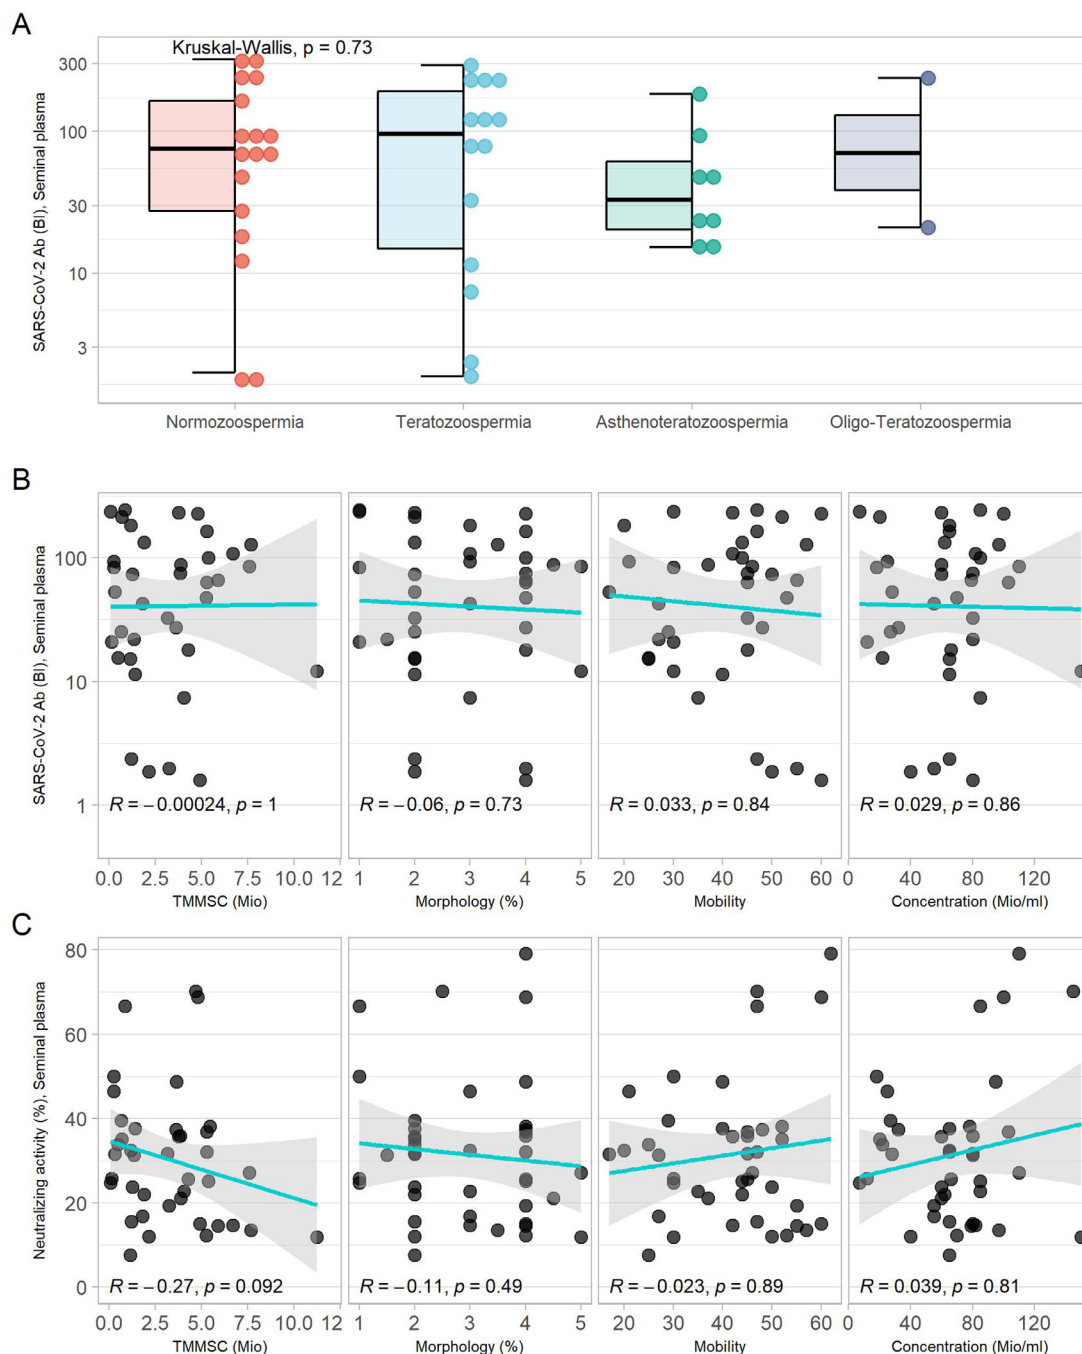 A
Kruskal-Wallis, p = 0.73
SARS-CoV-2 Ab (BI), Seminal plasma
300
100
30
10
3
Normozoospermia Teratozoospermia Asthenoteratozoospermia Oligo-Teratozoospermia
B
SARS-CoV-2 Ab (BI), Seminal plasma
100
10
1
R = −0.00024, p = 1 R = −0.06, p = 0.73 R = 0.033, p = 0.84 R = 0.029, p = 0.86
0.0 2.5 5.0 7.5 10.0 12 1 2 3 4 5 20 30 40 50 60 0 40 80 120
TMMSC (Mio) Morphology (%) Mobility Concentration (Mio/ml)
C
Neutralizing activity (%), Seminal plasma
80
60
40
20
0
R = −0.27, p = 0.092 R = −0.11, p = 0.49 R = −0.023, p = 0.89 R = 0.039, p = 0.81
0.0 2.5 5.0 7.5 10.0 12 1 2 3 4 5 20 30 40 50 60 0 40 80 120
TMMSC (Mio) Morphology (%) Mobility Concentration (Mio/ml)